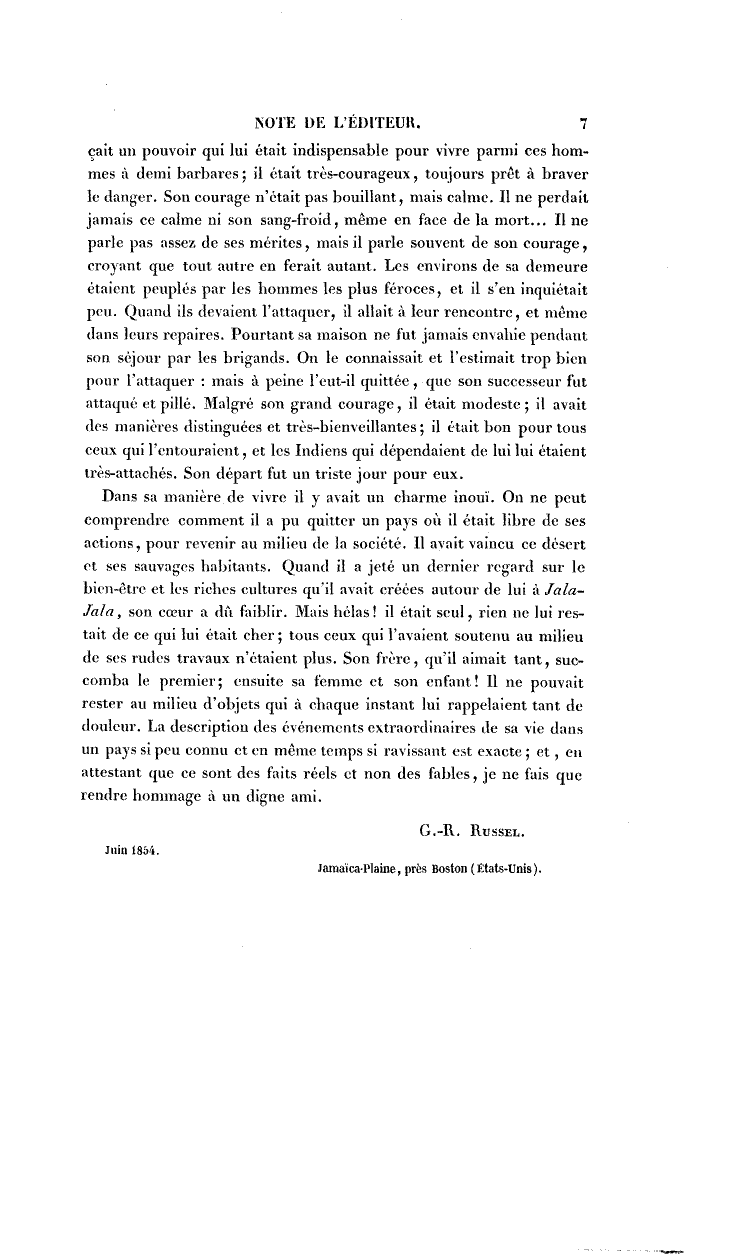 NOTE DE L'ÉDITEUR. 7
çait un pouvoir qui lui était indispensable pour vivre parmi ces hom-
mes à demi barbares; il était très-courageux, toujours prêt à braver
le danger. Son courage n'était pas bouillant, mais calme. Il ne perdait
jamais ce calme ni son sang-froid, même en face de la mort... Il ne
parle pas assez de ses mérites, mais il parle souvent de son courage,
croyant que tout autre en ferait autant. Les environs de sa demeure
étaient peuplés par les hommes les plus féroces, et il s'en inquiétait
peu. Quand ils devaient l'attaquer, il allait à leur rencontre, et même
dans leurs repaires. Pourtant sa maison ne fut jamais envahie pendant
son séjour par les brigands. On le connaissait et l'estimait trop bien
pour l'attaquer : mais à peine l'eut-il quittée, que son successeur fut
attaqué et pillé. Malgré son grand courage, il était modeste; il avait
des manières distinguées et très-bienveillantes; il était bon pour tous
ceux qui l'entouraient, et les Indiens qui dépendaient de lui lui étaient
très-attachés. Son départ fut un triste jour pour eux.
Dans sa manière de vivre il y avait un charme inouï. On ne peut
comprendre comment il a pu quitter un pays où il était libre de ses
actions, pour revenir au milieu de la société. Il avait vaincu ce désert
et ses sauvages habitants. Quand il a jeté un dernier regard sur le
bien-être et les riches cultures qu'il avait créées autour de lui à Jala-
Jala, son cœur a dû faiblir. Mais hélas! il était seul, rien ne lui res-
tait de ce qui lui était cher; tous ceux qui l'avaient soutenu au milieu
de ses rudes travaux n'étaient plus. Son frère, qu'il aimait tant, suc-
comba le premier; ensuite sa femme et son enfant! Il ne pouvait
rester au milieu d'objets qui à chaque instant lui rappelaient tant de
douleur. La description des événements extraordinaires de sa vie dans
un pays si peu connu et en même temps si ravissant est exacte; et, en
attestant que ce sont des faits réels et non des fables, je ne fais que
rendre hommage à un digne ami.
G.-R. RUSSEL.
Juin 1854.
Jamaïca-Plaine, près Boston (États-Unis).